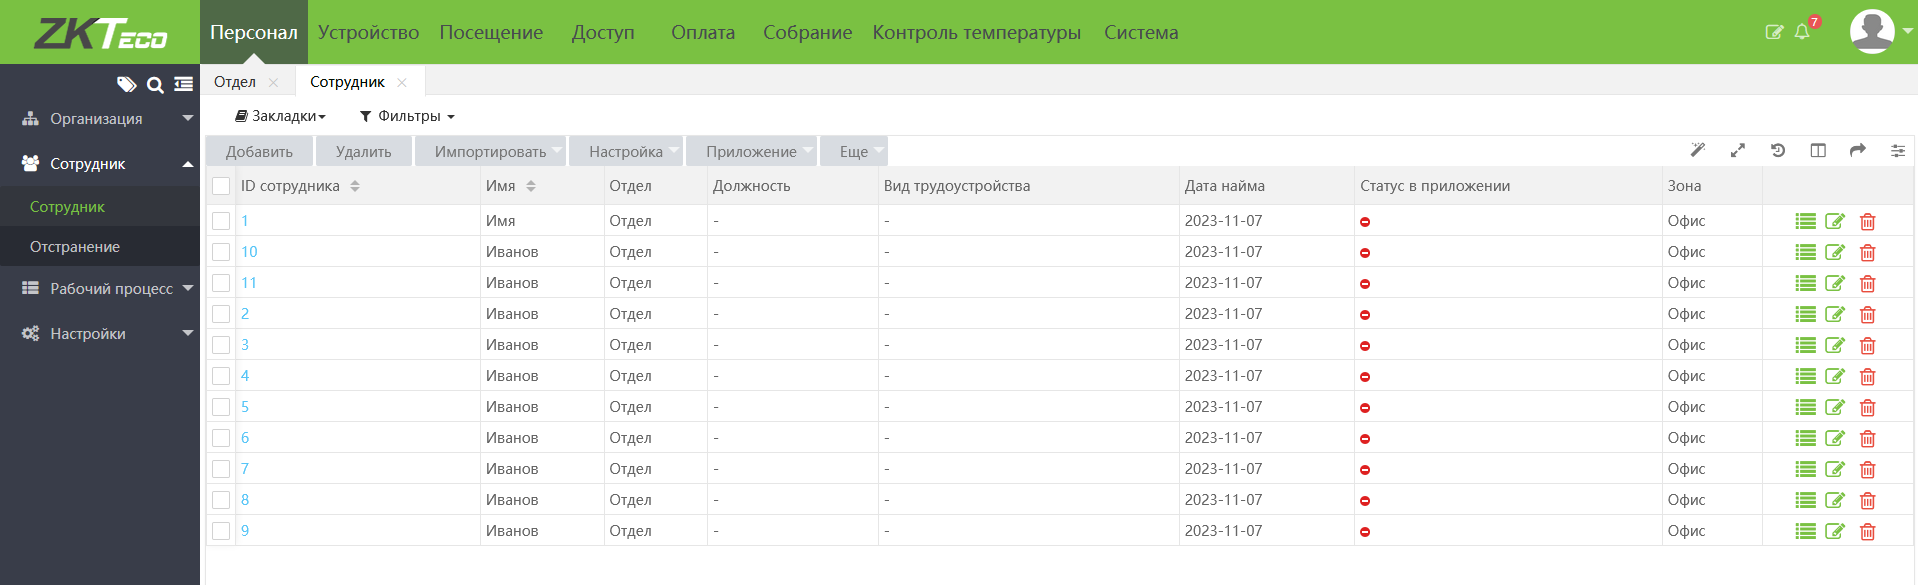 ZKTeco Персонал Устройство Посещение Доступ Оплата Собрание Контроль температуры Система 7
Отдел Сотрудник
Закладки Фильтры
Организация
Сотрудник
Сотрудник
Отстранение
Рабочий процесс
Настройки
Добавить Удалить Импортировать Настройка Приложение Еще
ID сотрудника Имя Отдел Должность Вид трудоустройства Дата найма Статус в приложении Зона
1 Имя Отдел - - 2023-11-07 Офис
10 Иванов Отдел - - 2023-11-07 Офис
11 Иванов Отдел - - 2023-11-07 Офис
2 Иванов Отдел - - 2023-11-07 Офис
3 Иванов Отдел - - 2023-11-07 Офис
4 Иванов Отдел - - 2023-11-07 Офис
5 Иванов Отдел - - 2023-11-07 Офис
6 Иванов Отдел - - 2023-11-07 Офис
7 Иванов Отдел - - 2023-11-07 Офис
8 Иванов Отдел - - 2023-11-07 Офис
9 Иванов Отдел - - 2023-11-07 Офис